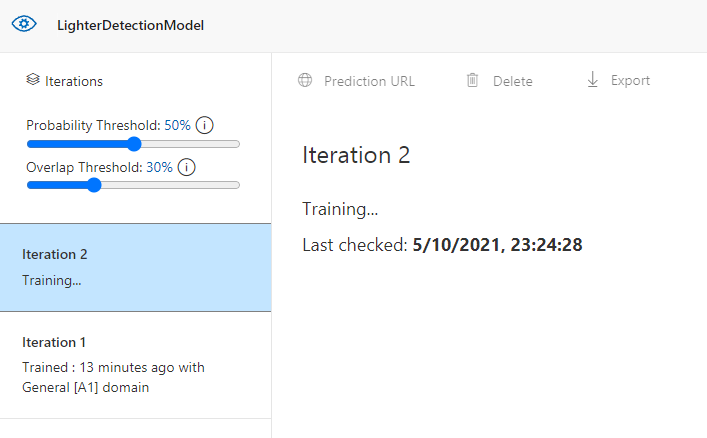 LighterDetectionModel
Iterations
Probability Threshold: 50% i
Overlap Threshold: 30% i
Iteration 2
Training...
Iteration 1
Trained : 13 minutes ago with
General [A1] domain
Prediction URL Delete Export
Iteration 2
Training...
Last checked: 5/10/2021, 23:24:28